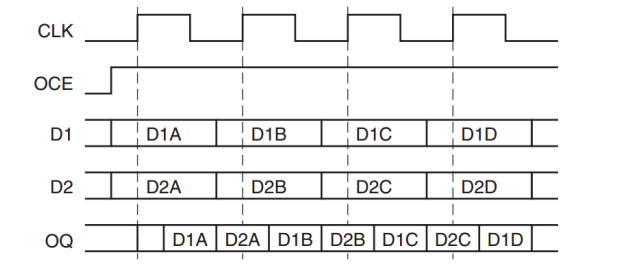 CLK
OCE
D1 D1A D1B D1C D1D
D2 D2A D2B D2C D2D
OQ D1A D2A D1B D2B D1C D2C D1D